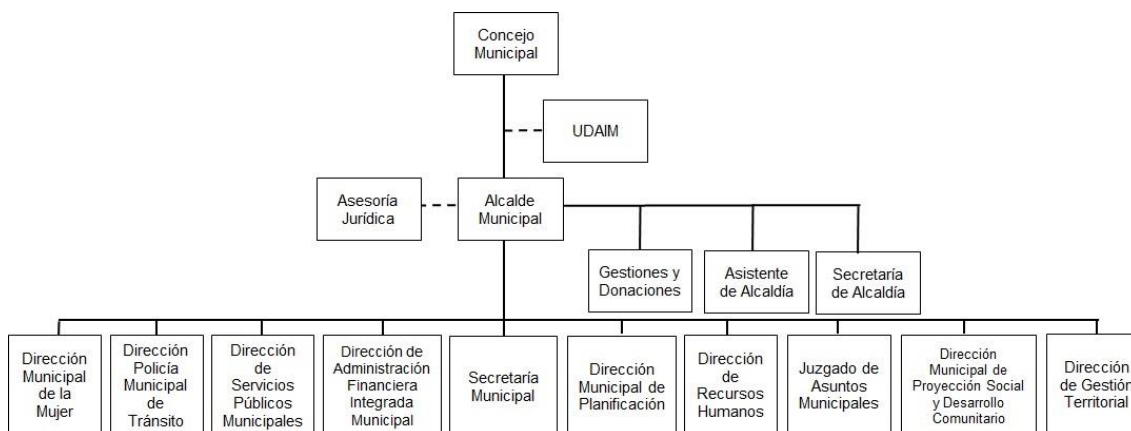 Concejo
Municipal
UDAIM
Asesoría
Jurídica
Alcalde
Municipal
Gestiones y
Donaciones
Asistente
de Alcaldía
Secretaría
de Alcaldía
Dirección
Municipal
de la
Mujer
Dirección
Policía
Municipal
de
Tránsito
Dirección
de
Servicios
Públicos
Municipales
Dirección de
Administración
Financiera
Integrada
Municipal
Secretaría
Municipal
Dirección
Municipal de
Planificación
Dirección
de
Recursos
Humanos
Juzgado de
Asuntos
Municipales
Dirección
Municipal de
Proyección Social
y Desarrollo
Comunitario
Dirección
de Gestión
Territorial